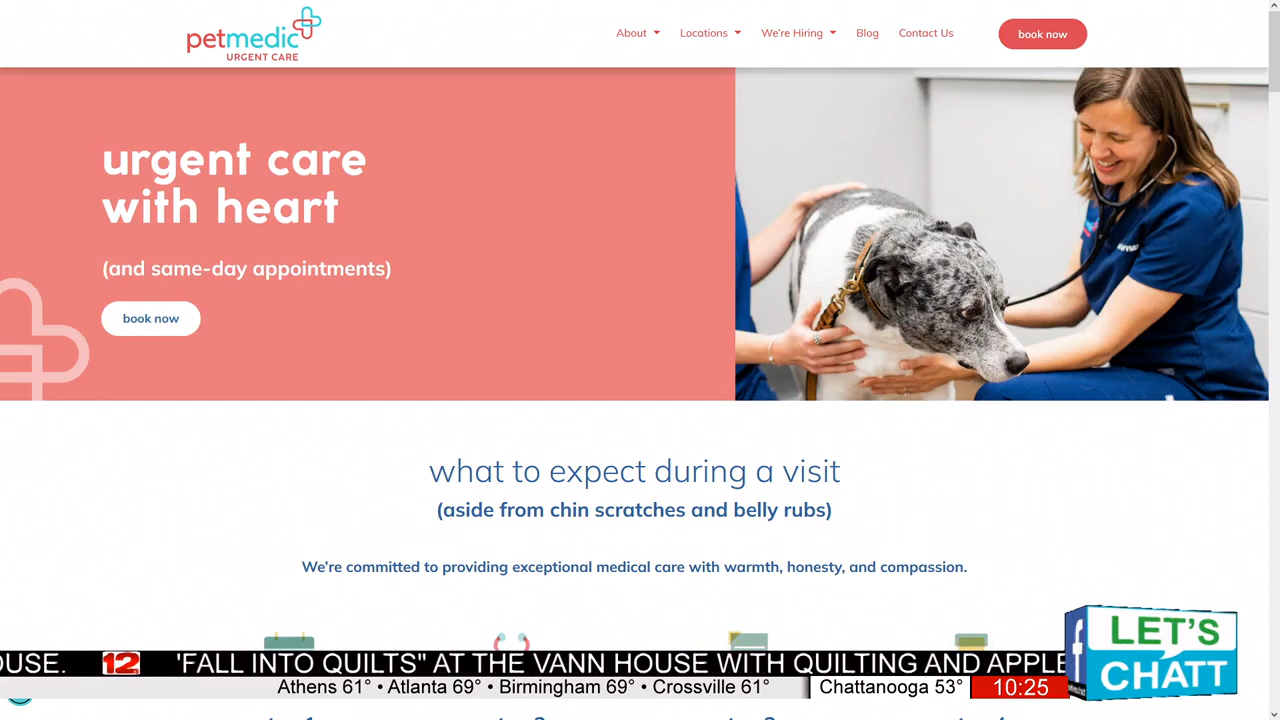 petmedic
URGENT CARE
About
Locations
We're Hiring
Blog
Contact Us
book now
urgent care
with heart
(and same-day appointments)
book now
what to expect during a visit
(aside from chin scratches and belly rubs)
We're committed to providing exceptional medical care with warmth, honesty, and compassion.
OUSE. 12 'FALL INTO QUILTS" AT THE VANN HOUSE WITH QUILTING AND APPLE
Athens 61° • Atlanta 69° • Birmingham 69° • Crossville 61°
Chattanooga 53°
10:25
f
LET'S
CHATT